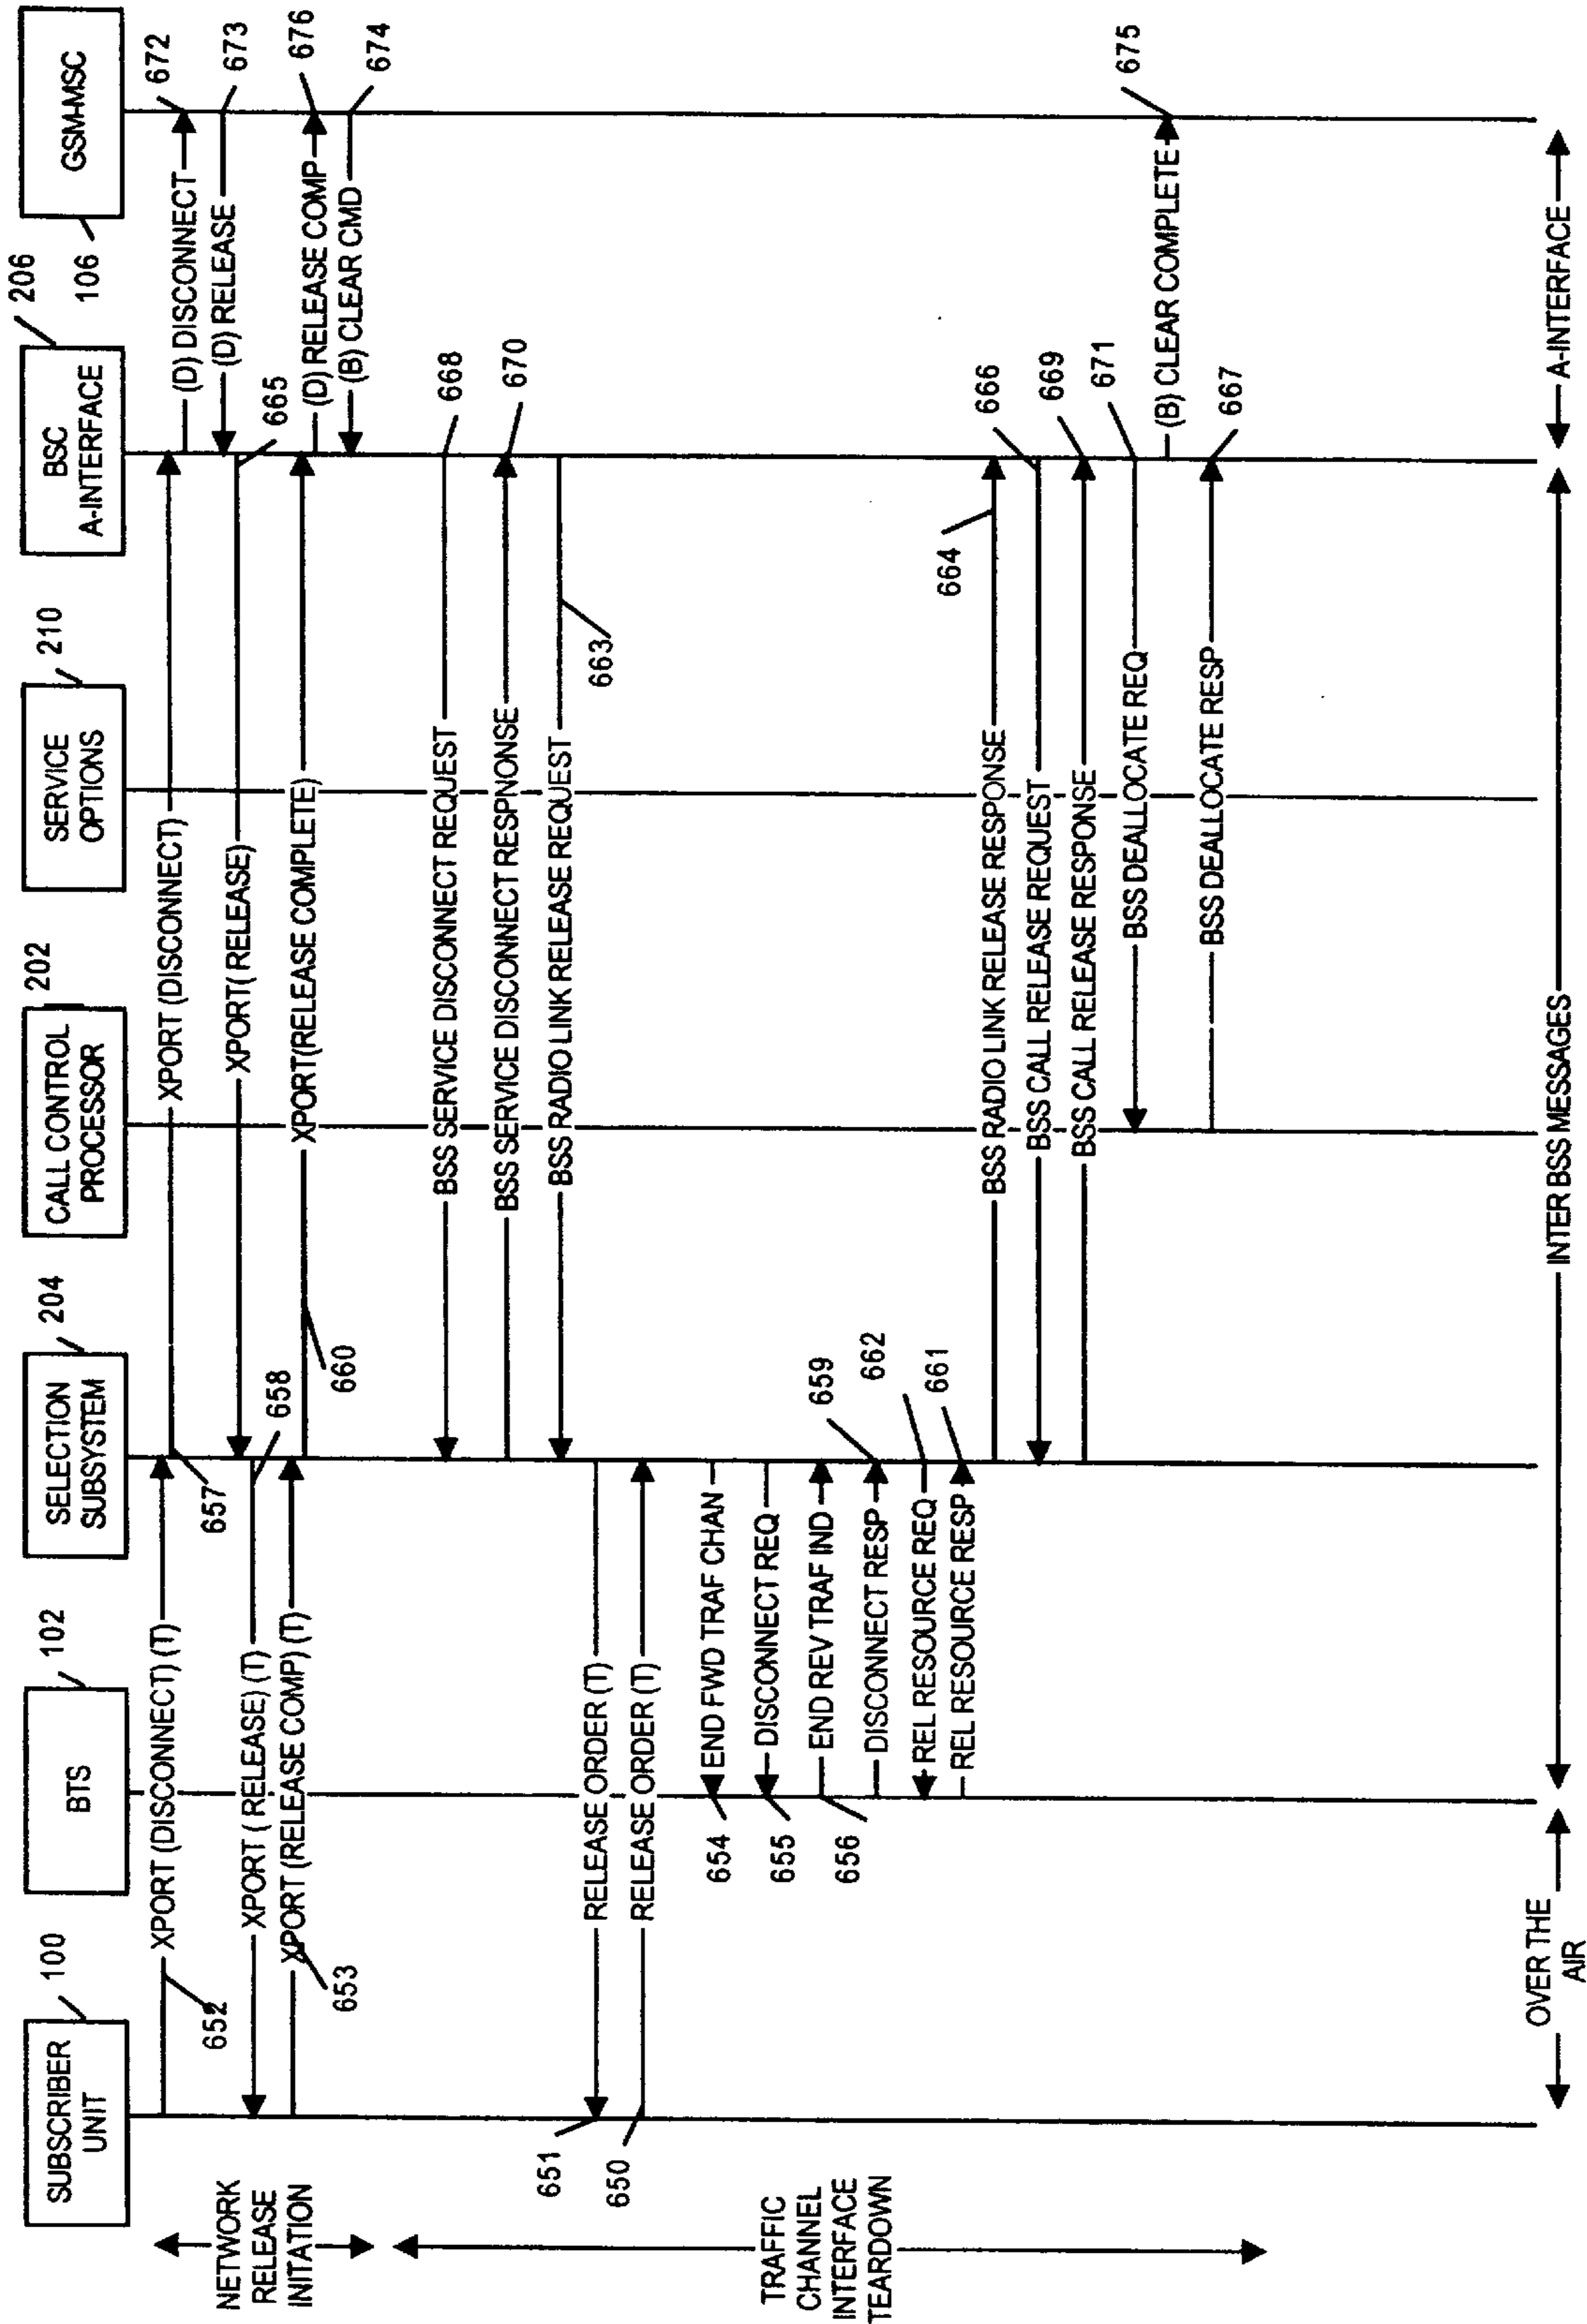 SUBSCRIBER
UNIT
100
BTS
102
SELECTION
SUBSYSTEM
204
CALL CONTROL
PROCESSOR
202
SERVICE
OPTIONS
210
BSC
A-INTERFACE
206
GSM-MSC
106
NETWORK
RELEASE
INITATION
XPORT (DISCONNECT) (T)
652
657
XPORT (DISCONNECT)
(D) DISCONNECT
672
(D) RELEASE
673
XPORT( RELEASE)
665
XPORT ( RELEASE) (T)
658
XPORT (RELEASE COMP) (T)
653
XPORT(RELEASE COMPLETE)
660
(D) RELEASE COMP
676
(B) CLEAR CMD
674
TRAFFIC
CHANNEL
INTERFACE
TEARDOWN
BSS SERVICE DISCONNECT REQUEST
668
BSS SERVICE DISCONNECT RESPNONSE
670
BSS RADIO LINK RELEASE REQUEST
663
RELEASE ORDER (T)
651
RELEASE ORDER (T)
650
END FWD TRAF CHAN
654
DISCONNECT REQ
655
END REV TRAF IND
656
DISCONNECT RESP
659
REL RESOURCE REQ
662
REL RESOURCE RESP
661
BSS RADIO LINK RELEASE RESPONSE
664
BSS CALL RELEASE REQUEST
666
BSS CALL RELEASE RESPONSE
669
BSS DEALLOCATE REQ
671
(B) CLEAR COMPLETE
675
BSS DEALLOCATE RESP
667
OVER THE
AIR
INTER BSS MESSAGES
A-INTERFACE